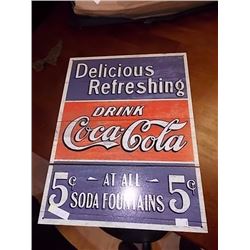 Delicious
Refreshing
DRINK
Coca-Cola
5¢ AT ALL 5¢
SODA FOUNTAINS